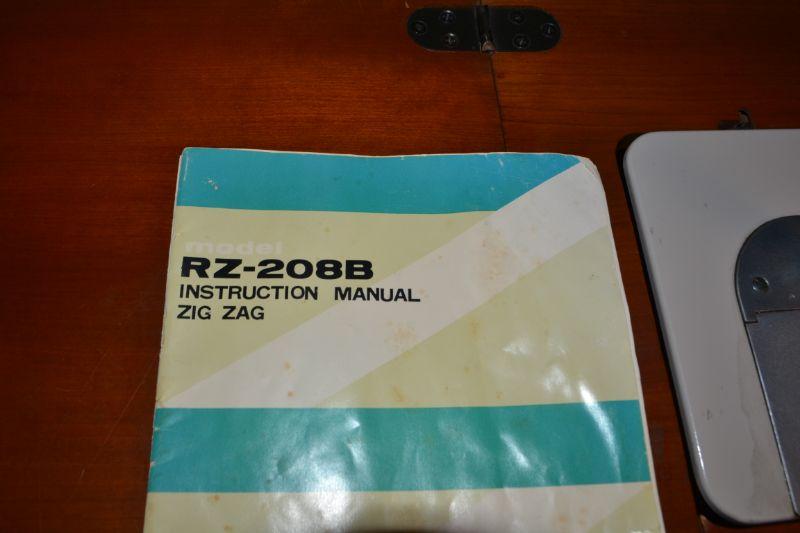 model
RZ-208B
INSTRUCTION MANUAL
ZIG ZAG